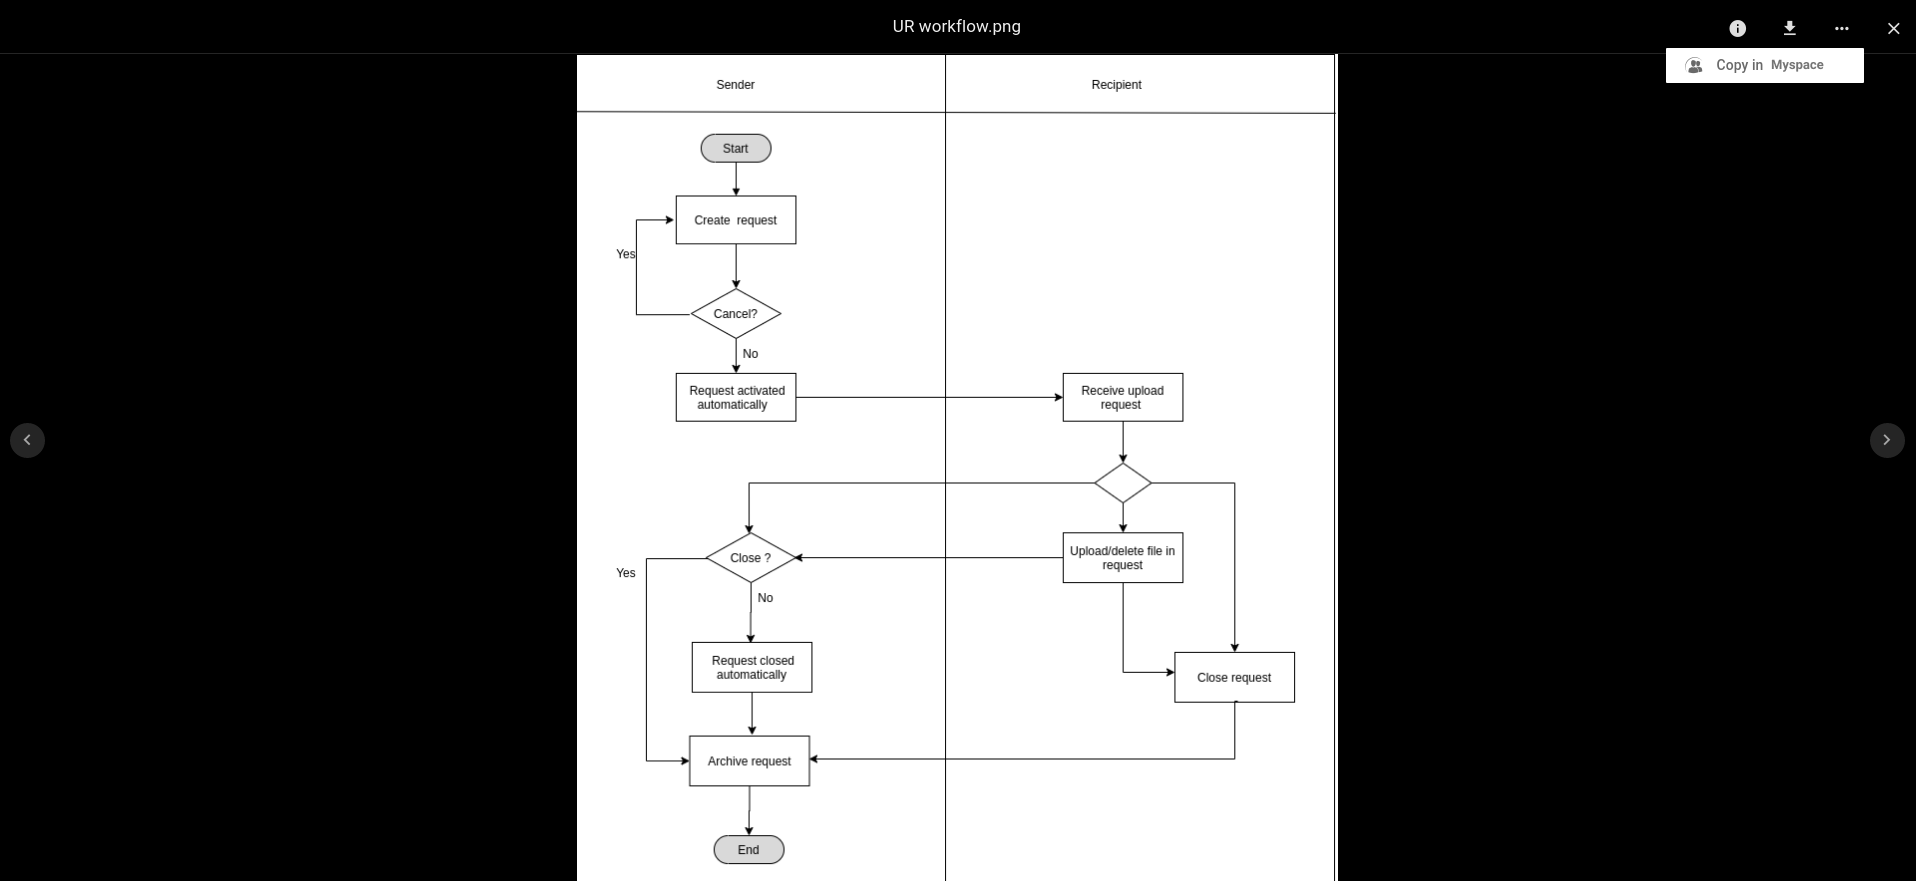 UR workflow.png
Copy in Myspace
Sender
Recipient
Start
Create request
Yes
Cancel?
No
Request activated
automatically
Receive upload
request
Upload/delete file in
request
Close ?
Yes
No
Request closed
automatically
Close request
Archive request
End